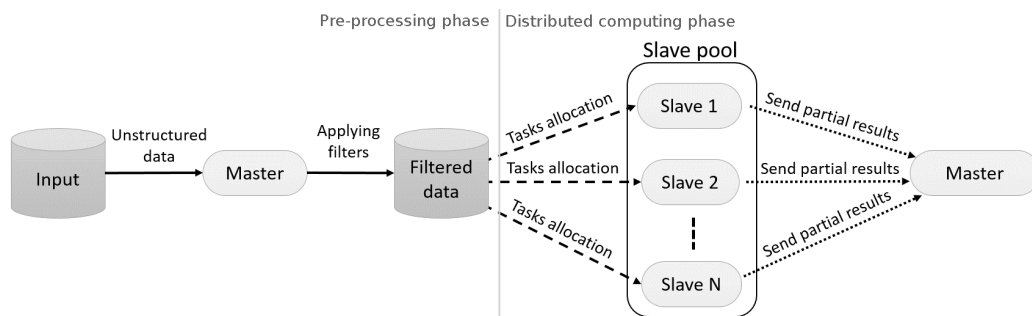 Pre-processing phase
Distributed computing phase
Slave pool
Input
Unstructured
data
Master
Applying
filters
Filtered
data
Tasks allocation
Tasks allocation
Tasks allocation
Slave 1
Slave 2
Slave N
Send partial results
Send partial results
Send partial results
Master